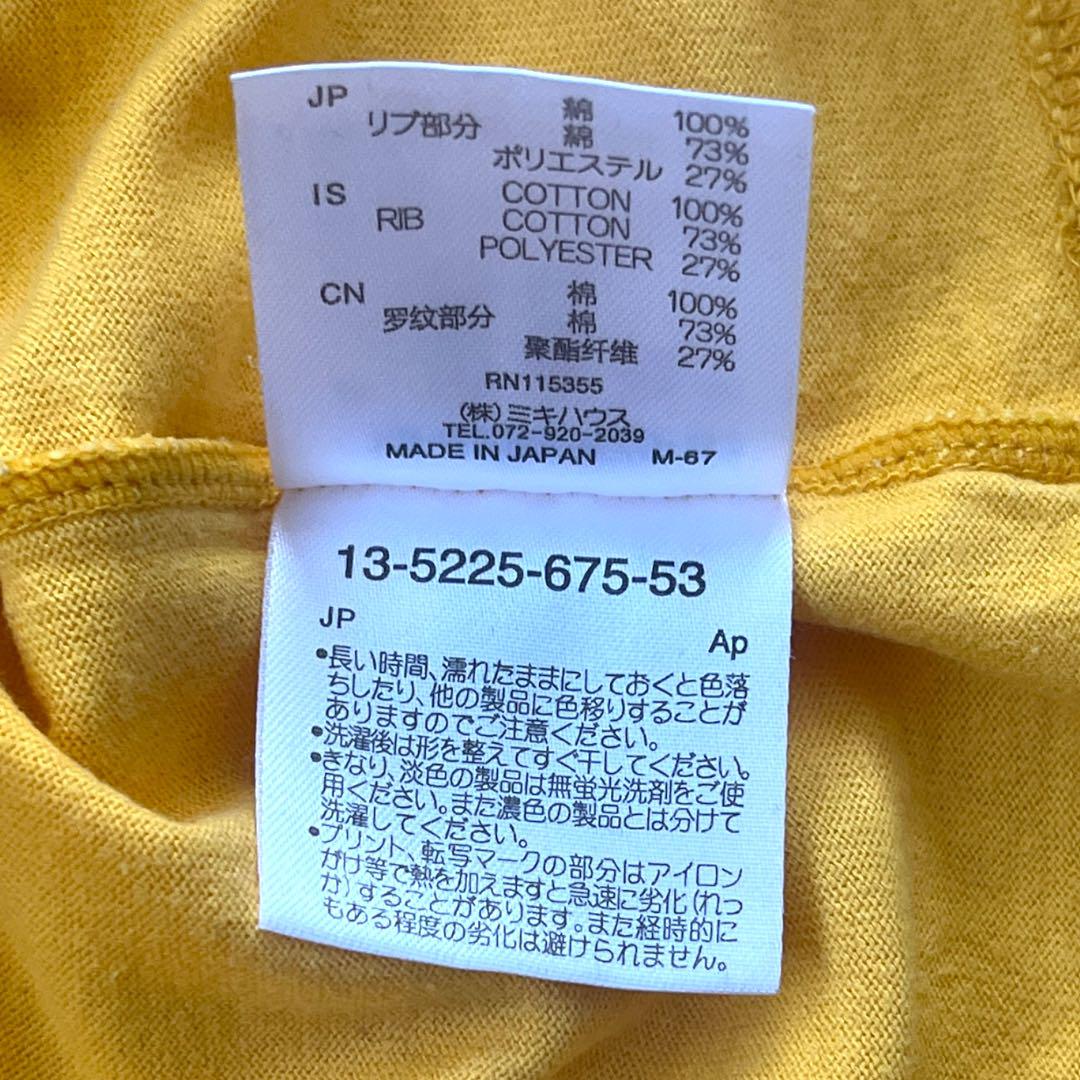 JP 綿 100%
リブ部分 綿 73%
ポリエステル 27%
IS COTTON 100%
RIB COTTON 73%
POLYESTER 27%
CN 棉 100%
罗纹部分 棉 73%
聚酯纤维 27%
RN115355
(株)ミキハウス
TEL.072-920-2039
MADE IN JAPAN M-67
13-5225-675-53
JP Ap
•長い時間、濡れたままにしておくと色落
ちしたり、他の製品に色移りすることが
ありますのでご注意ください。
•洗濯後は形を整えてすぐ干してください。
•きなり、淡色の製品は無蛍光洗剤をご使
用ください。また濃色の製品とは分けて
洗濯してください。
•プリント、転写マークの部分はアイロン
がけ等で熱を加えますと急速に劣化(れっ
か)することがあります。また経時的に
もある程度の劣化は避けられません。